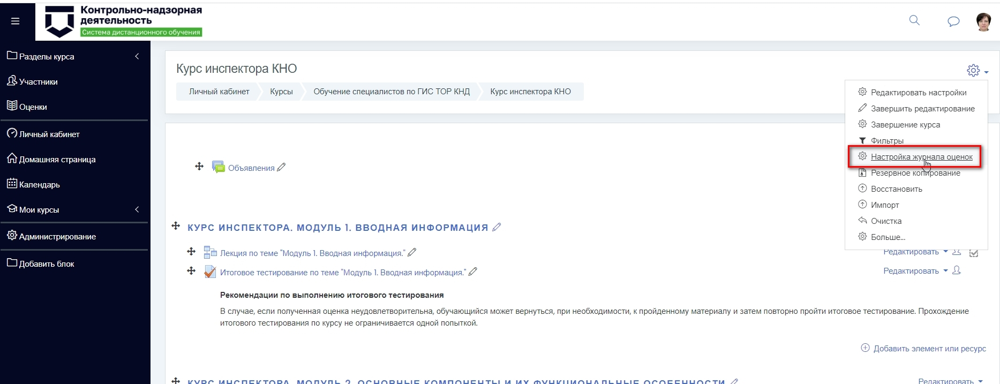 Контрольно-надзорная
деятельность
Система дистанционного обучения
Разделы курса
Участники
Оценки
Личный кабинет
Домашняя страница
Календарь
Мои курсы
Администрирование
Добавить блок
Курс инспектора КНО
Личный кабинет Курсы Обучение специалистов по ГИС ТОР КНД Курс инспектора КНО
Редактировать настройки
Завершить редактирование
Завершение курса
Фильтры
Настройка журнала оценок
Резервное копирование
Восстановить
Импорт
Очистка
Больше...
Объявления
КУРС ИНСПЕКТОРА. МОДУЛЬ 1. ВВОДНАЯ ИНФОРМАЦИЯ
Лекция по теме "Модуль 1. Вводная информация." Редактировать
Итоговое тестирование по теме "Модуль 1. Вводная информация." Редактировать
Рекомендации по выполнению итогового тестирования
В случае, если полученная оценка неудовлетворительна, обучающийся может вернуться, при необходимости, к пройденному материалу и затем повторно пройти итоговое тестирование. Прохождение
итогового тестирования по курсу не ограничивается одной попыткой.
Добавить элемент или ресурс
КУРС ИНСПЕКТОРА. МОДУЛЬ 2. ОСНОВНЫЕ КОМПОНЕНТЫ И ИХ ФУНКЦИОНАЛЬНЫЕ ОСОБЕННОСТИ Редактировать